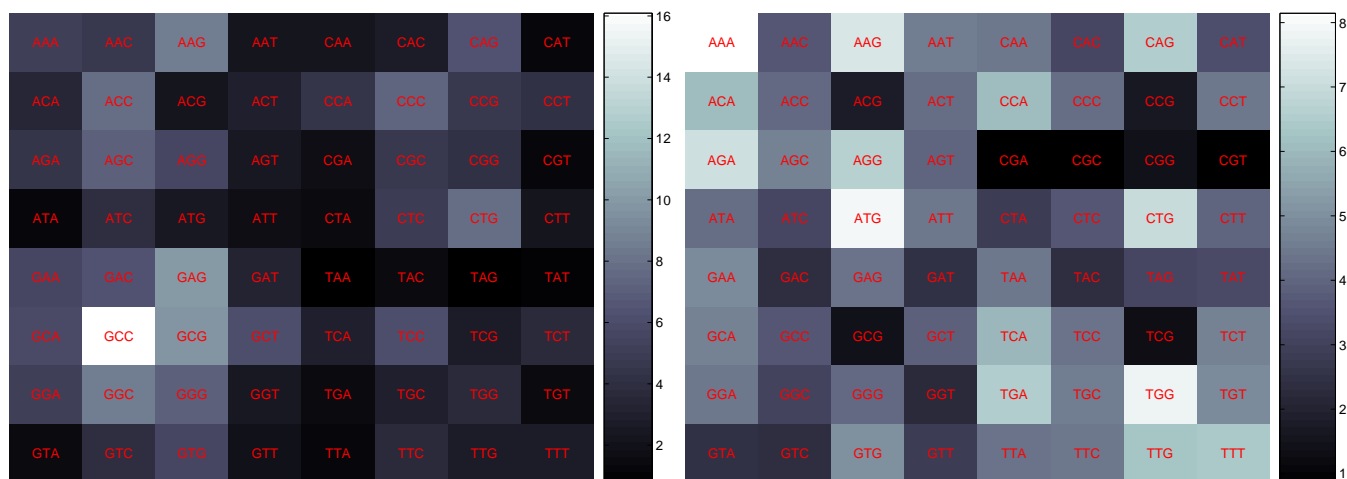 AAA AAC AAG AAT CAA CAC CAG CAT
ACA ACC ACG ACT CCA CCC CCG CCT
AGA AGC AGG AGT CGA CGC CGG CGT
ATA ATC ATG ATT CTA CTC CTG CTT
GAA GAC GAG GAT TAA TAC TAG TAT
GCA GCC GCG GCT TCA TCC TCG TCT
GGA GGC GGG GGT TGA TGC TGG TGT
GTA GTC GTG GTT TTA TTC TTG TTT
16
14
12
10
8
6
4
2
AAA AAC AAG AAT CAA CAC CAG CAT
ACA ACC ACG ACT CCA CCC CCG CCT
AGA AGC AGG AGT CGA CGC CGG CGT
ATA ATC ATG ATT CTA CTC CTG CTT
GAA GAC GAG GAT TAA TAC TAG TAT
GCA GCC GCG GCT TCA TCC TCG TCT
GGA GGC GGG GGT TGA TGC TGG TGT
GTA GTC GTG GTT TTA TTC TTG TTT
8
7
6
5
4
3
2
1